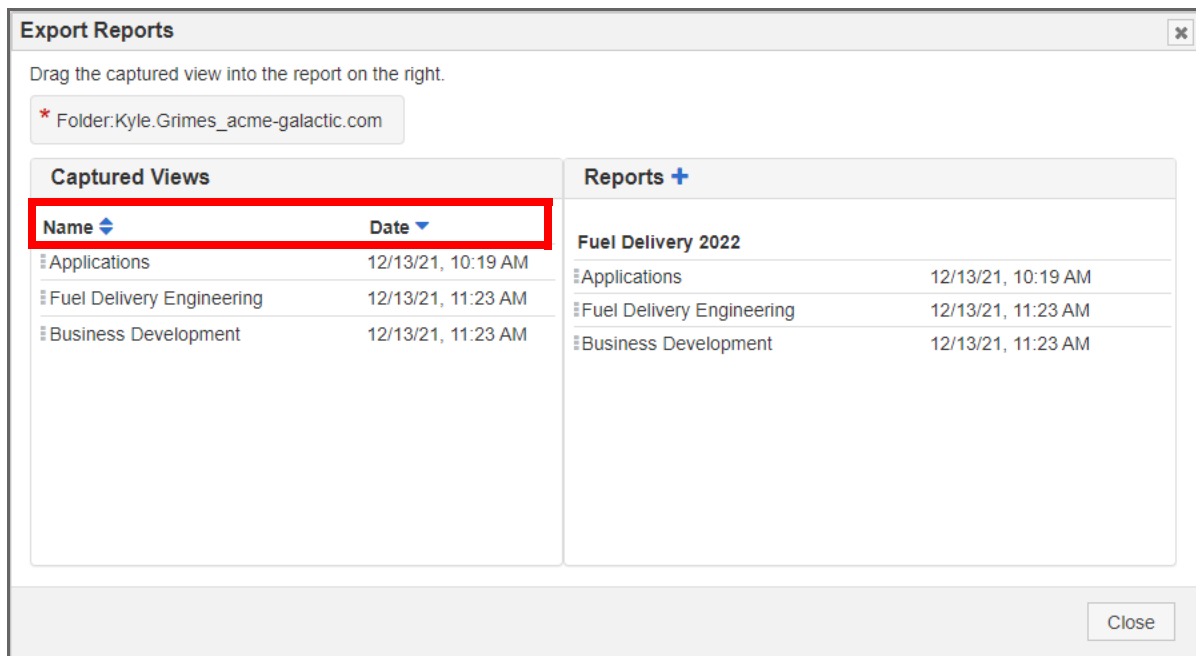 Export Reports
Drag the captured view into the report on the right.
* Folder:Kyle.Grimes_acme-galactic.com
Captured Views
Name Date
Applications 12/13/21, 10:19 AM
Fuel Delivery Engineering 12/13/21, 11:23 AM
Business Development 12/13/21, 11:23 AM
Reports +
Fuel Delivery 2022
Applications 12/13/21, 10:19 AM
Fuel Delivery Engineering 12/13/21, 11:23 AM
Business Development 12/13/21, 11:23 AM
Close